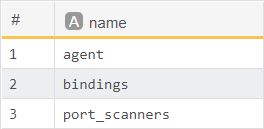 # A name
1 agent
2 bindings
3 port_scanners